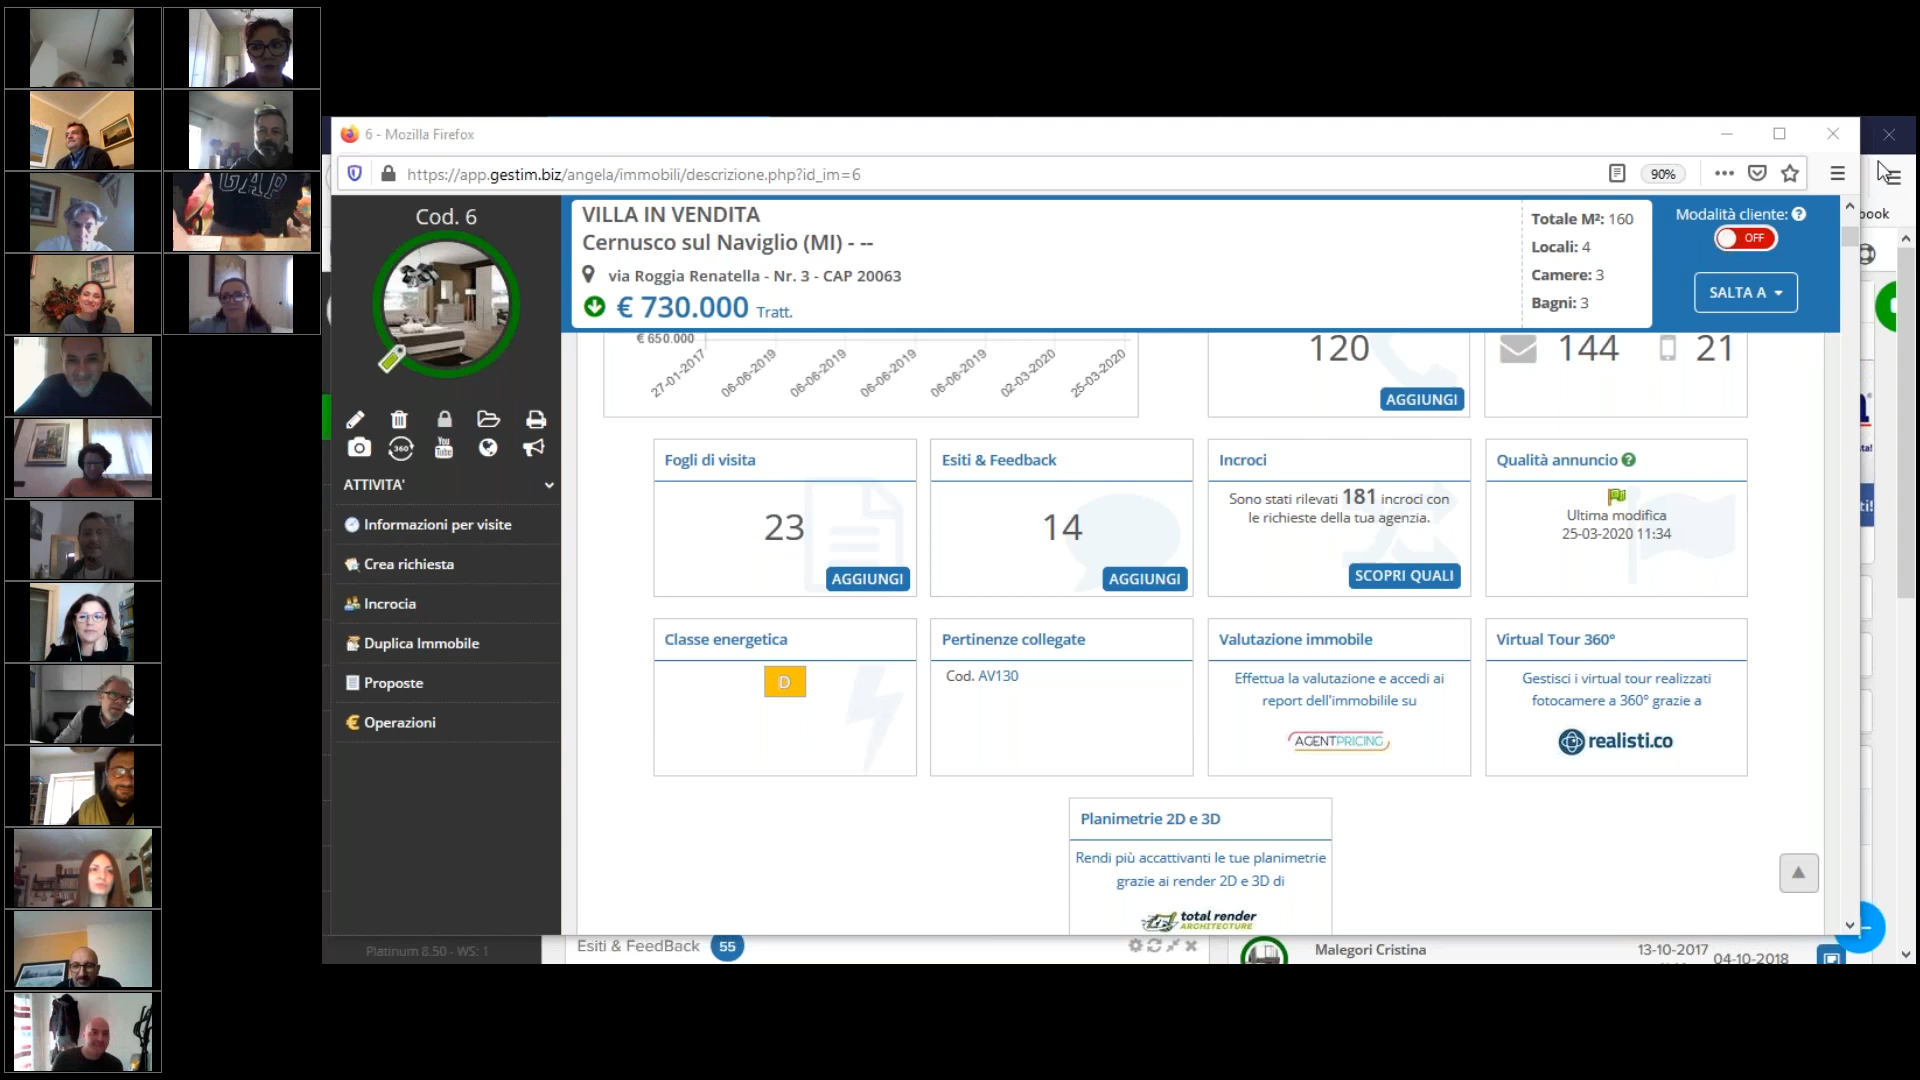 6 - Mozilla Firefox
https://app.gestim.biz/angela/immobili/descrizione.php?id_im=6
90%
Cod. 6
VILLA IN VENDITA
Cernusco sul Naviglio (MI) - --
via Roggia Renatella - Nr. 3 - CAP 20063
€ 730.000 Tratt.
Totale M²: 160
Locali: 4
Camere: 3
Bagni: 3
Modalità cliente:
OFF
SALTA A
book
GAP
€ 650.000
27-01-2017
06-06-2019
06-06-2019
06-06-2019
06-06-2019
02-03-2020
25-03-2020
120
AGGIUNGI
144
21
360°
You Tube
ATTIVITA'
Informazioni per visite
Crea richiesta
Incrocia
Duplica Immobile
Proposte
Operazioni
Fogli di visita
23
AGGIUNGI
Esiti & Feedback
14
AGGIUNGI
Incroci
Sono stati rilevati 181 incroci con
le richieste della tua agenzia.
SCOPRI QUALI
Qualità annuncio
Ultima modifica
25-03-2020 11:34
Classe energetica
D
Pertinenze collegate
Cod. AV130
Valutazione immobile
Effettua la valutazione e accedi ai
report dell'immobilile su
AGENTPRICING
Virtual Tour 360°
Gestisci i virtual tour realizzati
fotocamere a 360° grazie a
realisti.co
Planimetrie 2D e 3D
Rendi più accattivanti le tue planimetrie
grazie ai render 2D e 3D di
total render
ARCHITECTURE
Platinum 8.50 - WS: 1
Esiti & FeedBack 55
Malegori Cristina
13-10-2017
04-10-2018